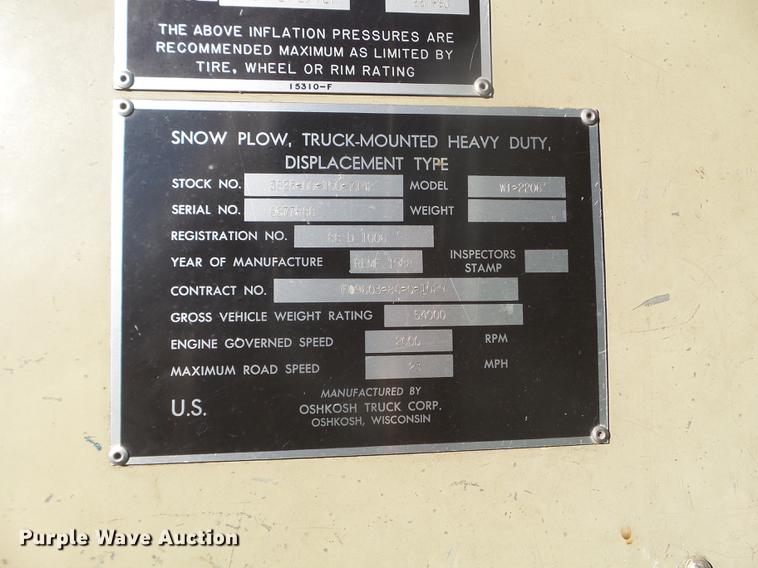 THE ABOVE INFLATION PRESSURES ARE
RECOMMENDED MAXIMUM AS LIMITED BY
TIRE, WHEEL OR RIM RATING
15310-F
SNOW PLOW, TRUCK-MOUNTED HEAVY DUTY,
DISPLACEMENT TYPE
STOCK NO. MODEL WT-2206
SERIAL NO. WEIGHT
REGISTRATION NO.
YEAR OF MANUFACTURE INSPECTORS STAMP
CONTRACT NO.
GROSS VEHICLE WEIGHT RATING 54000
ENGINE GOVERNED SPEED RPM
MAXIMUM ROAD SPEED MPH
U.S.
MANUFACTURED BY
OSHKOSH TRUCK CORP.
OSHKOSH, WISCONSIN
Purple Wave Auction